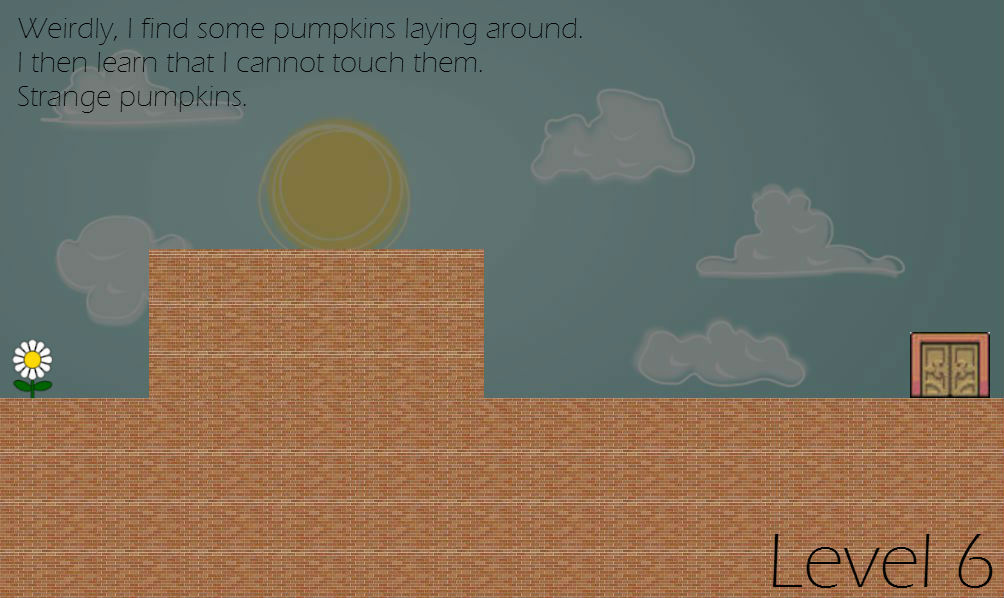 Weirdly, I find some pumpkins laying around.
I then learn that I cannot touch them.
Strange pumpkins.
Level 6